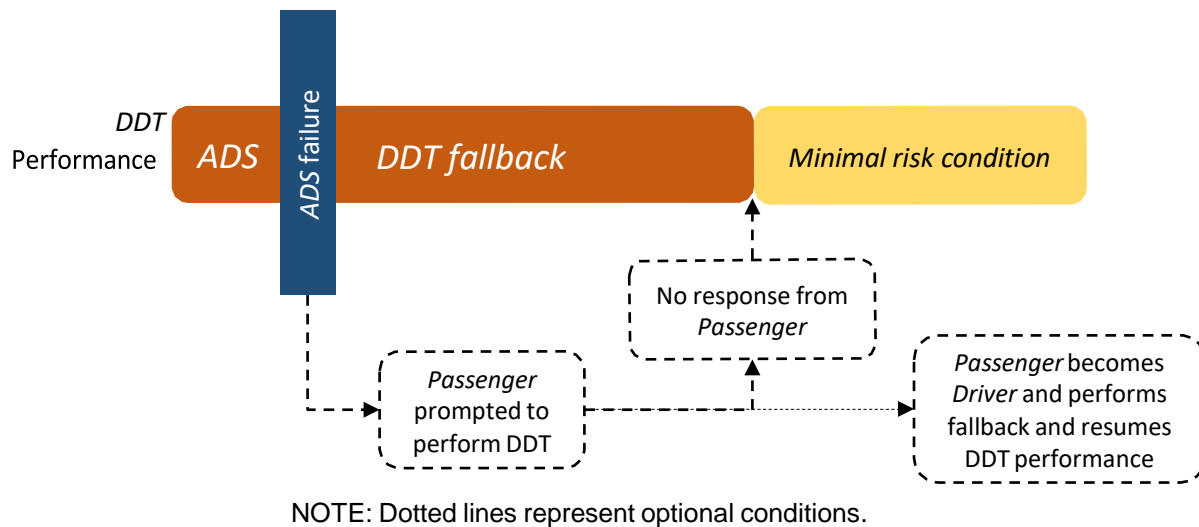 DDT
Performance
ADS
ADS failure
DDT fallback
Minimal risk condition
No response from
Passenger
Passenger
prompted to
perform DDT
Passenger becomes
Driver and performs
fallback and resumes
DDT performance
NOTE: Dotted lines represent optional conditions.